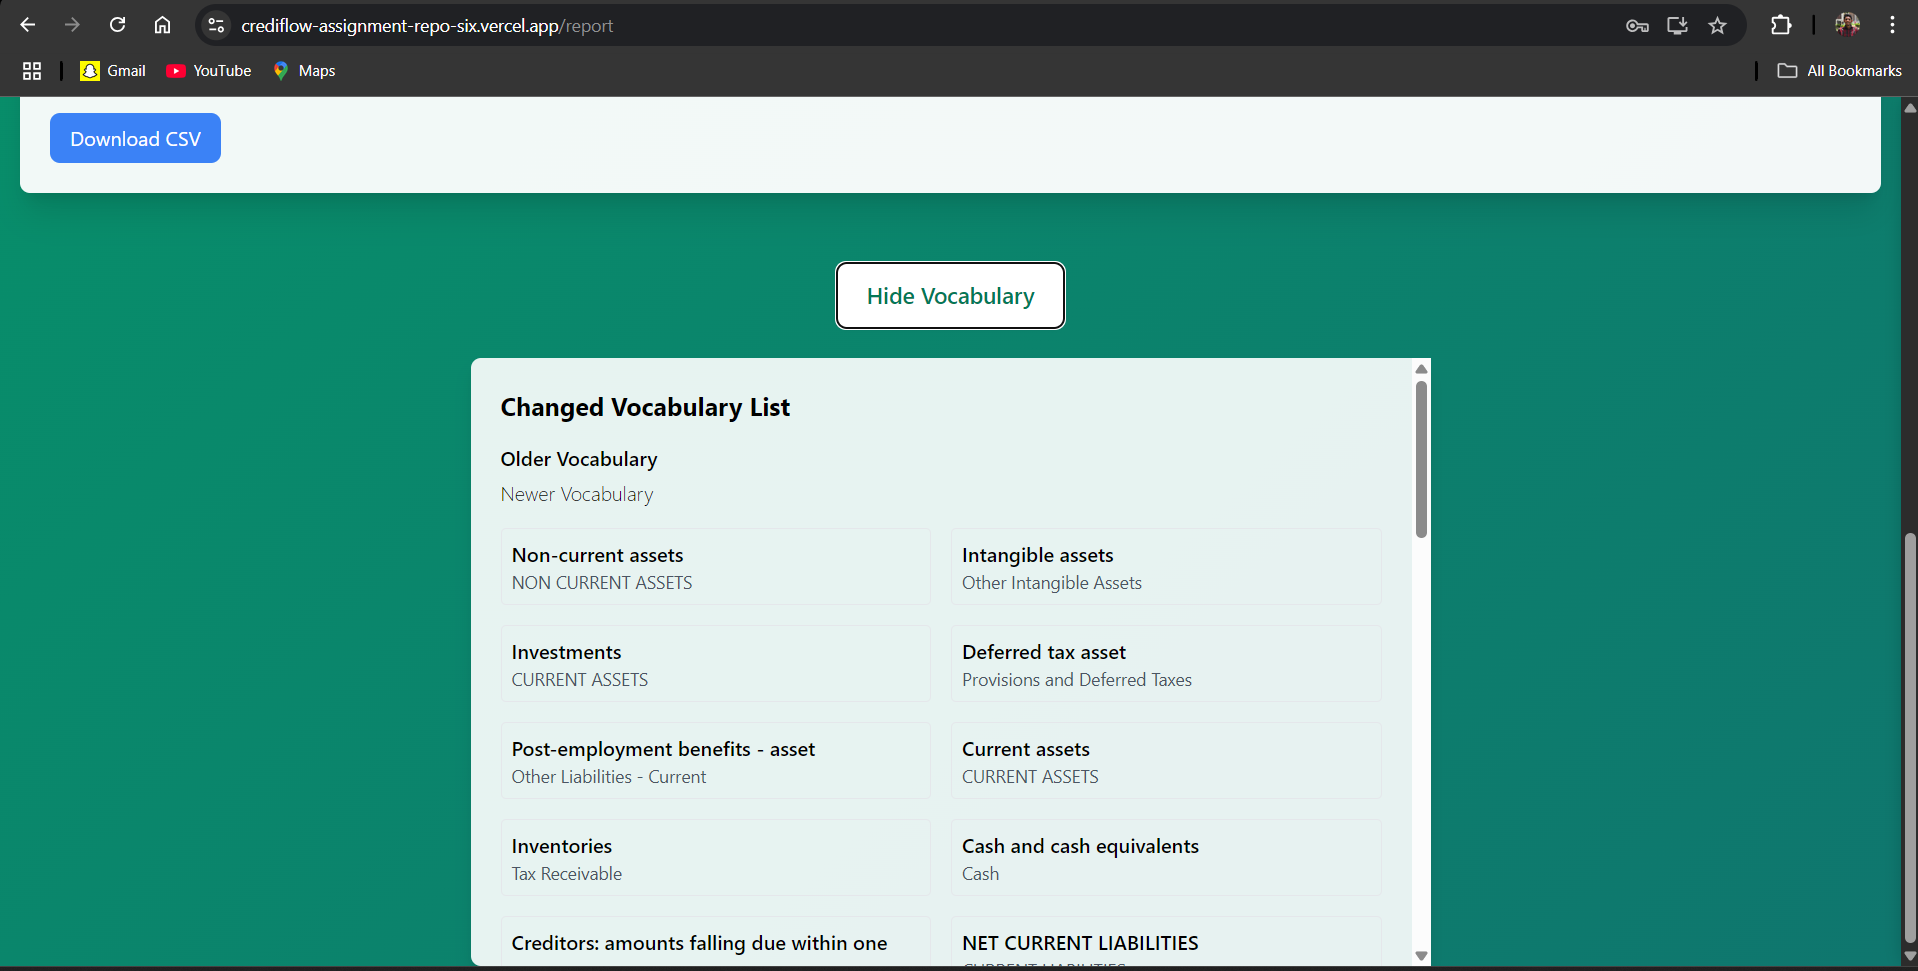 crediflow-assignment-repo-six.vercel.app/report
Gmail YouTube Maps All Bookmarks
Download CSV
Hide Vocabulary
Changed Vocabulary List
Older Vocabulary
Newer Vocabulary
Non-current assets
NON CURRENT ASSETS
Intangible assets
Other Intangible Assets
Investments
CURRENT ASSETS
Deferred tax asset
Provisions and Deferred Taxes
Post-employment benefits - asset
Other Liabilities - Current
Current assets
CURRENT ASSETS
Inventories
Tax Receivable
Cash and cash equivalents
Cash
Creditors: amounts falling due within one
NET CURRENT LIABILITIES
CURRENT LIABILITIES